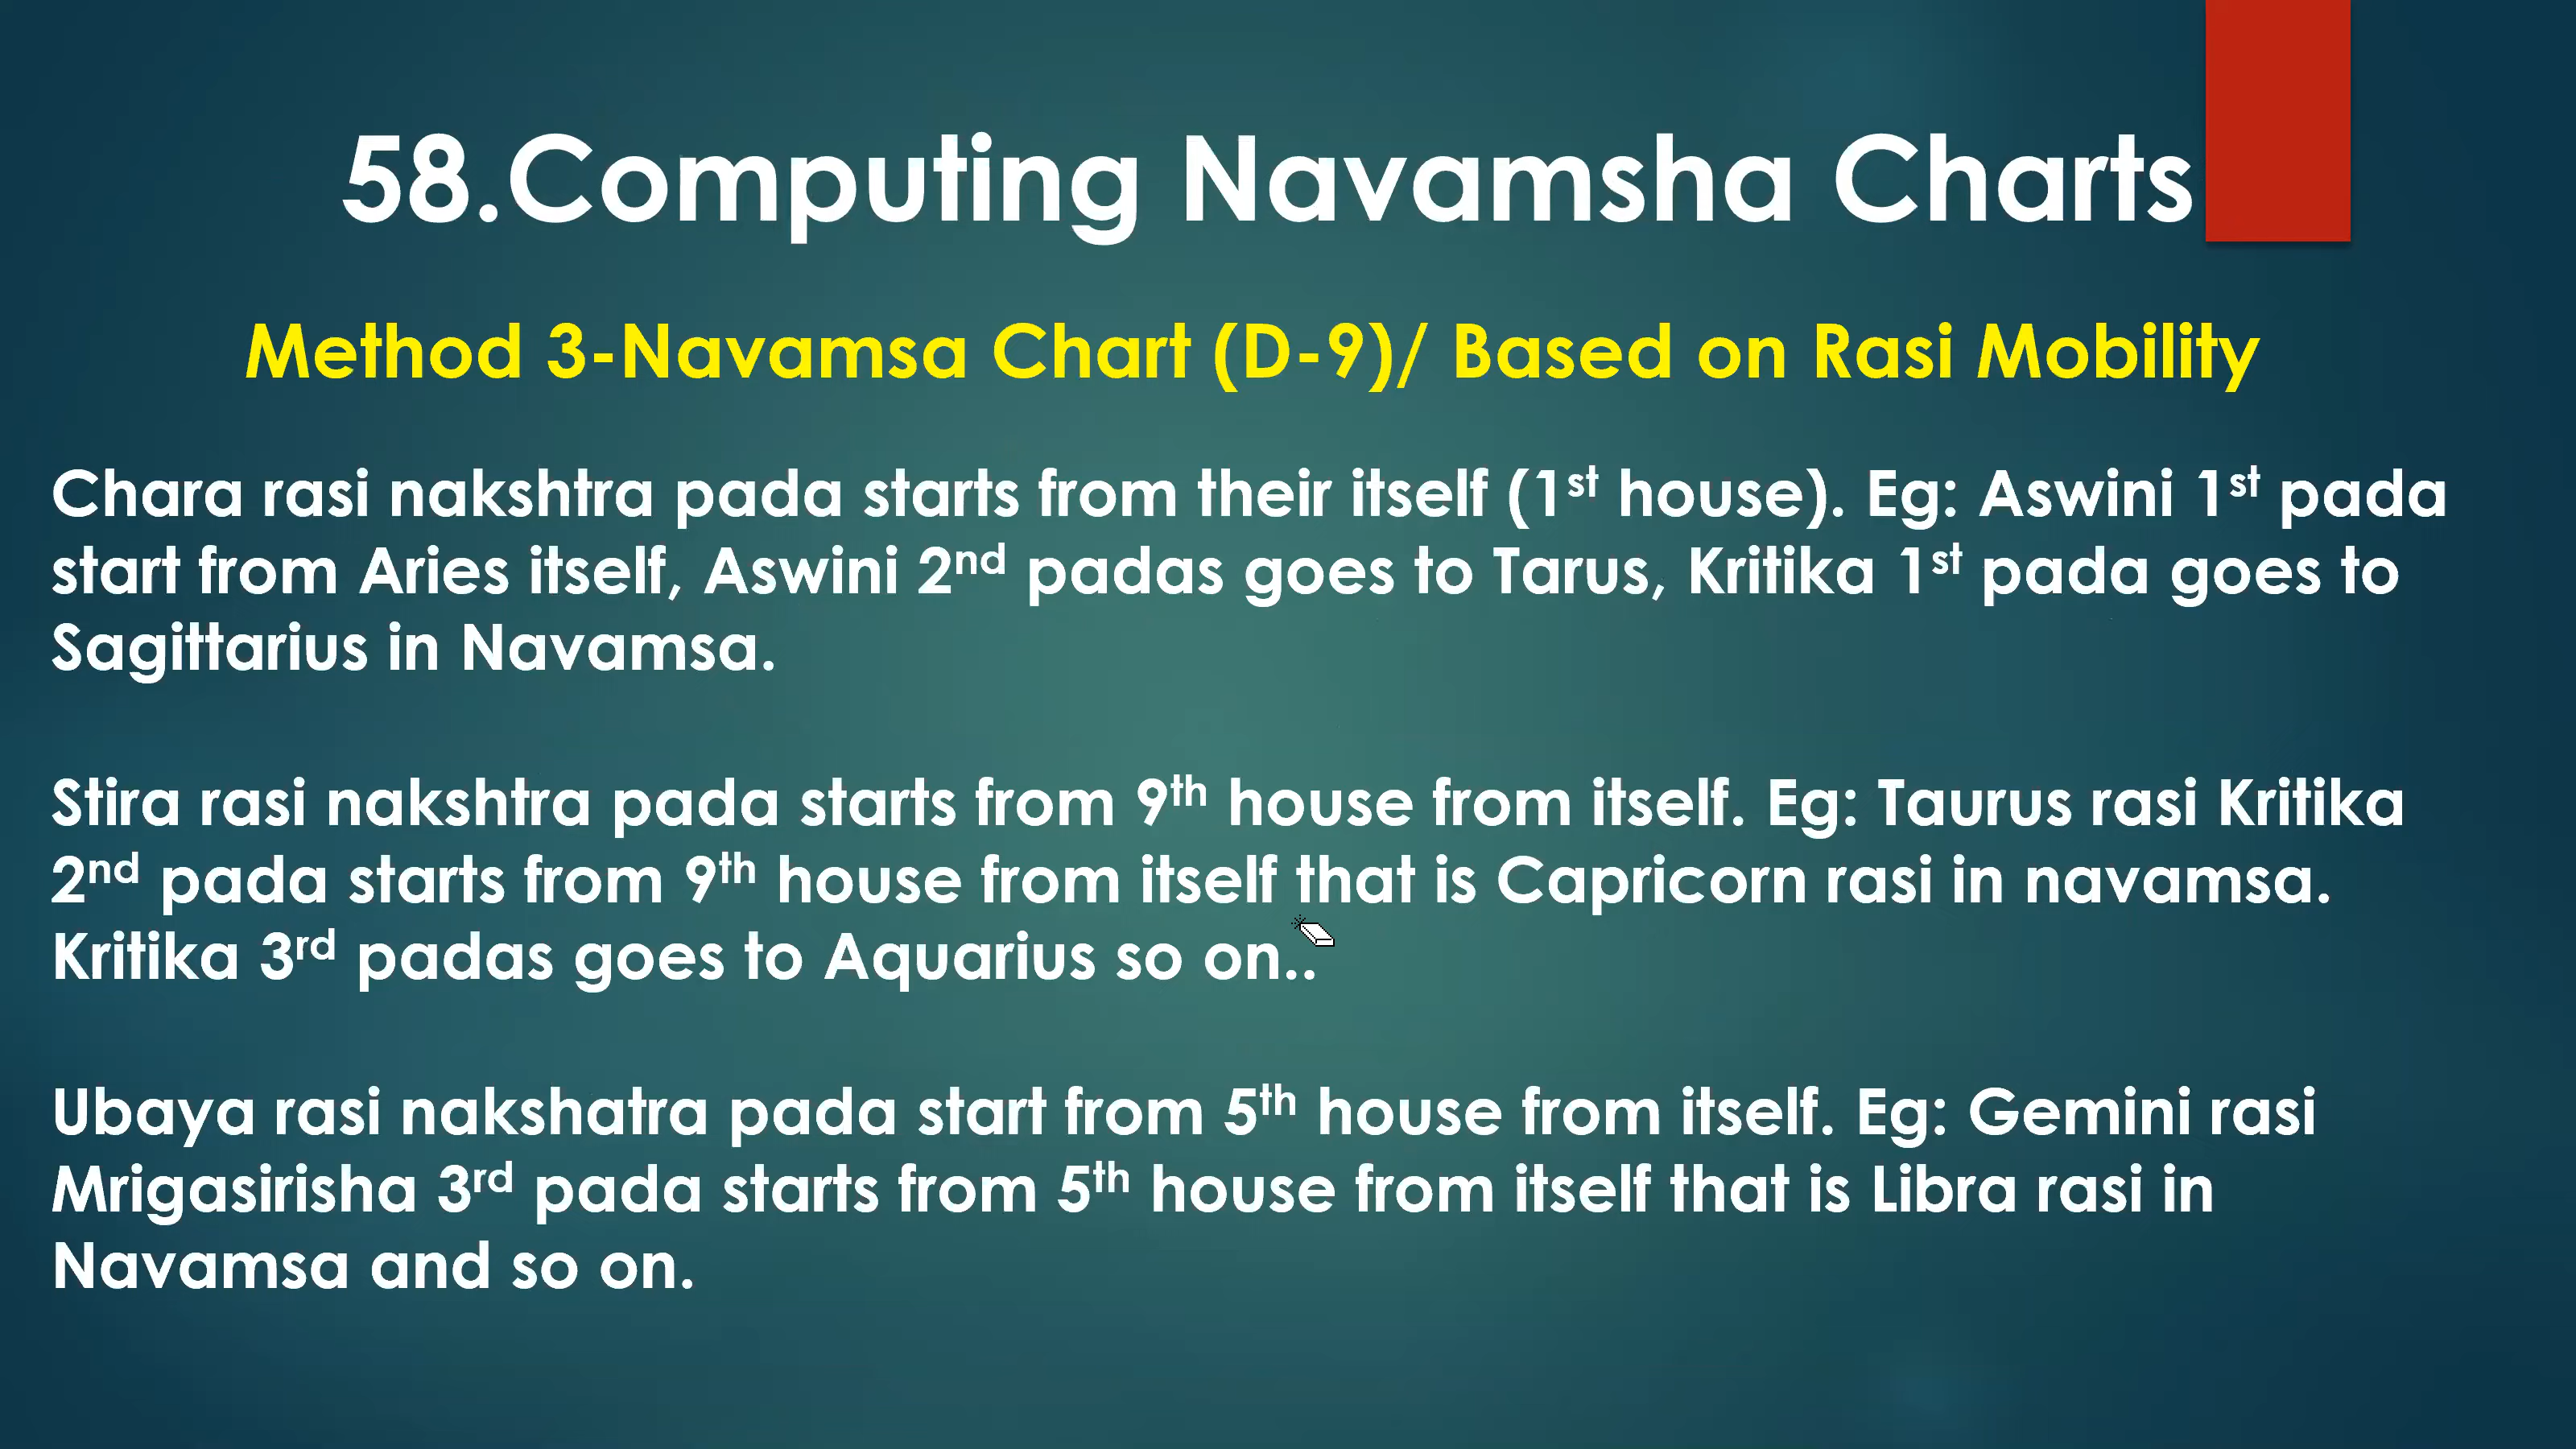 58.Computing Navamsha Charts
Method 3-Navamsa Chart (D-9)/ Based on Rasi Mobility
Chara rasi nakshtra pada starts from their itself (1st house). Eg: Aswini 1st pada
start from Aries itself, Aswini 2nd padas goes to Tarus, Kritika 1st pada goes to
Sagittarius in Navamsa.
Stira rasi nakshtra pada starts from 9th house from itself. Eg: Taurus rasi Kritika
2nd pada starts from 9th house from itself that is Capricorn rasi in navamsa.
Kritika 3rd padas goes to Aquarius so on..
Ubaya rasi nakshatra pada start from 5th house from itself. Eg: Gemini rasi
Mrigasirisha 3rd pada starts from 5th house from itself that is Libra rasi in
Navamsa and so on.